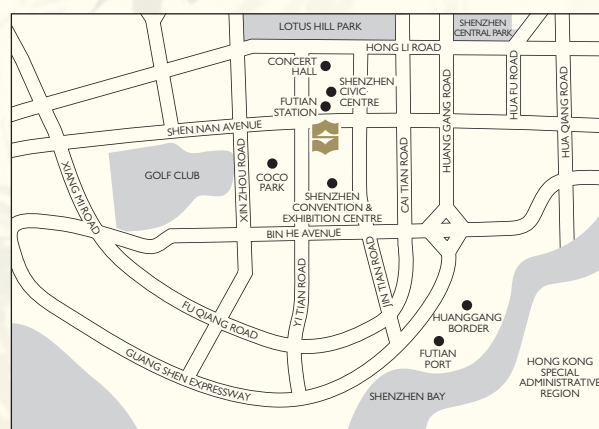 LOTUS HILL PARK
SHENZHEN
CENTRAL PARK
HONG LI ROAD
CONCERT
HALL
SHENZHEN
CIVIC
CENTRE
FUTIAN
STATION
HUA FU ROAD
HUANG GANG ROAD
HUA QIANG ROAD
SHEN NAN AVENUE
XIANG MI ROAD
GOLF CLUB
XIN ZHOU ROAD
COCO
PARK
CAI TIAN ROAD
SHENZHEN
CONVENTION &
EXHIBITION CENTRE
BIN HE AVENUE
YI TIAN ROAD
JIN TIAN ROAD
FU QIANG ROAD
HUANGGANG
BORDER
FUTIAN
PORT
GUANG SHEN EXPRESSWAY
SHENZHEN BAY
HONG KONG
SPECIAL
ADMINISTRATIVE
REGION